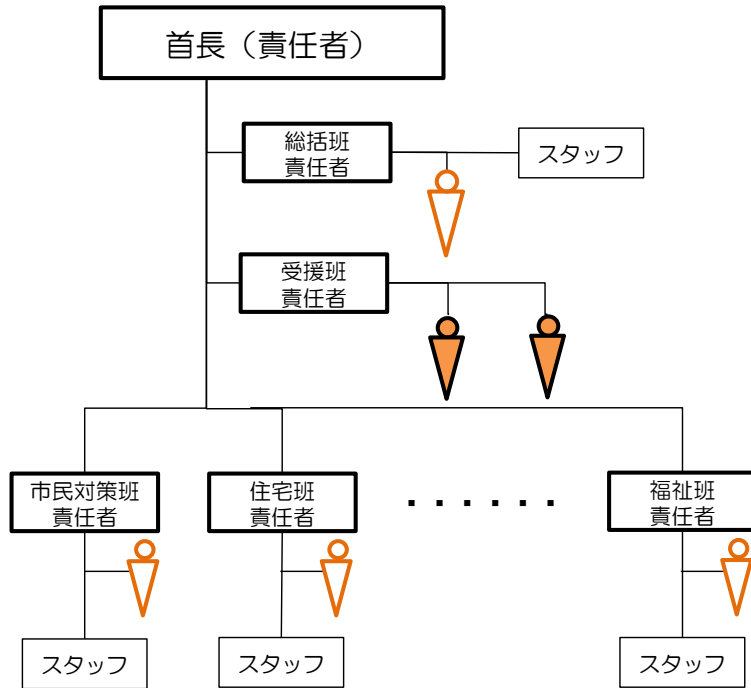 首長（責任者）
総括班
責任者
スタッフ
受援班
責任者
市民対策班
責任者
住宅班
責任者
・・・・・・
福祉班
責任者
スタッフ
スタッフ
スタッフ